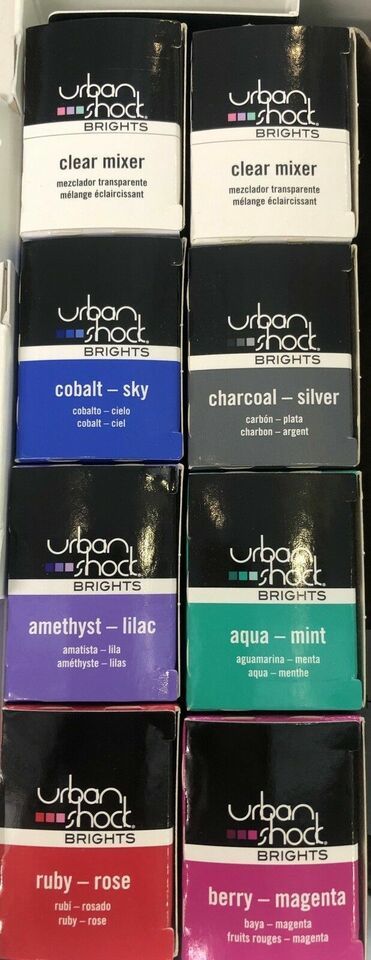 urban
shock®
BRIGHTS
clear mixer
mezclador transparente
mélange éclaircissant
urban
shock®
BRIGHTS
clear mixer
mezclador transparente
mélange éclaircissant
urban
shock®
BRIGHTS
cobalt – sky
cobalto – cielo
cobalt – ciel
urban
shock®
BRIGHTS
charcoal – silver
carbón – plata
charbon – argent
urban
shock®
BRIGHTS
amethyst – lilac
amatista – lila
améthyste – lilas
urban
shock®
BRIGHTS
aqua – mint
aguamarina – menta
aqua – menthe
urban
shock®
BRIGHTS
ruby – rose
rubí – rosado
ruby – rose
urban
shock®
BRIGHTS
berry – magenta
baya – magenta
fruits rouges – magenta